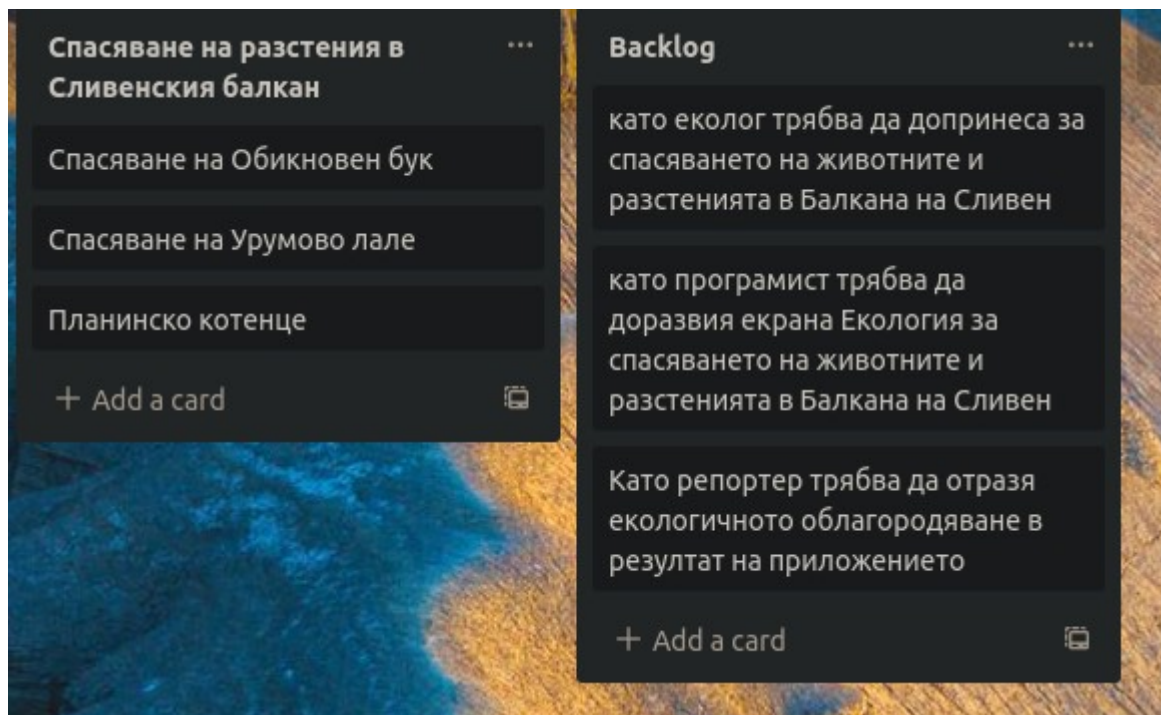 Спасяване на разстения в
Сливенския балкан
Спасяване на Обикновен бук
Спасяване на Урумово лале
Планинско котенце
+ Add a card
Backlog
като еколог трябва да допринеса за
спасяването на животните и
разстенията в Балкана на Сливен
като програмист трябва да
доразвия екрана Екология за
спасяването на животните и
разстенията в Балкана на Сливен
Като репортер трябва да отразя
екологичното облагородяване в
резултат на приложението
+ Add a card